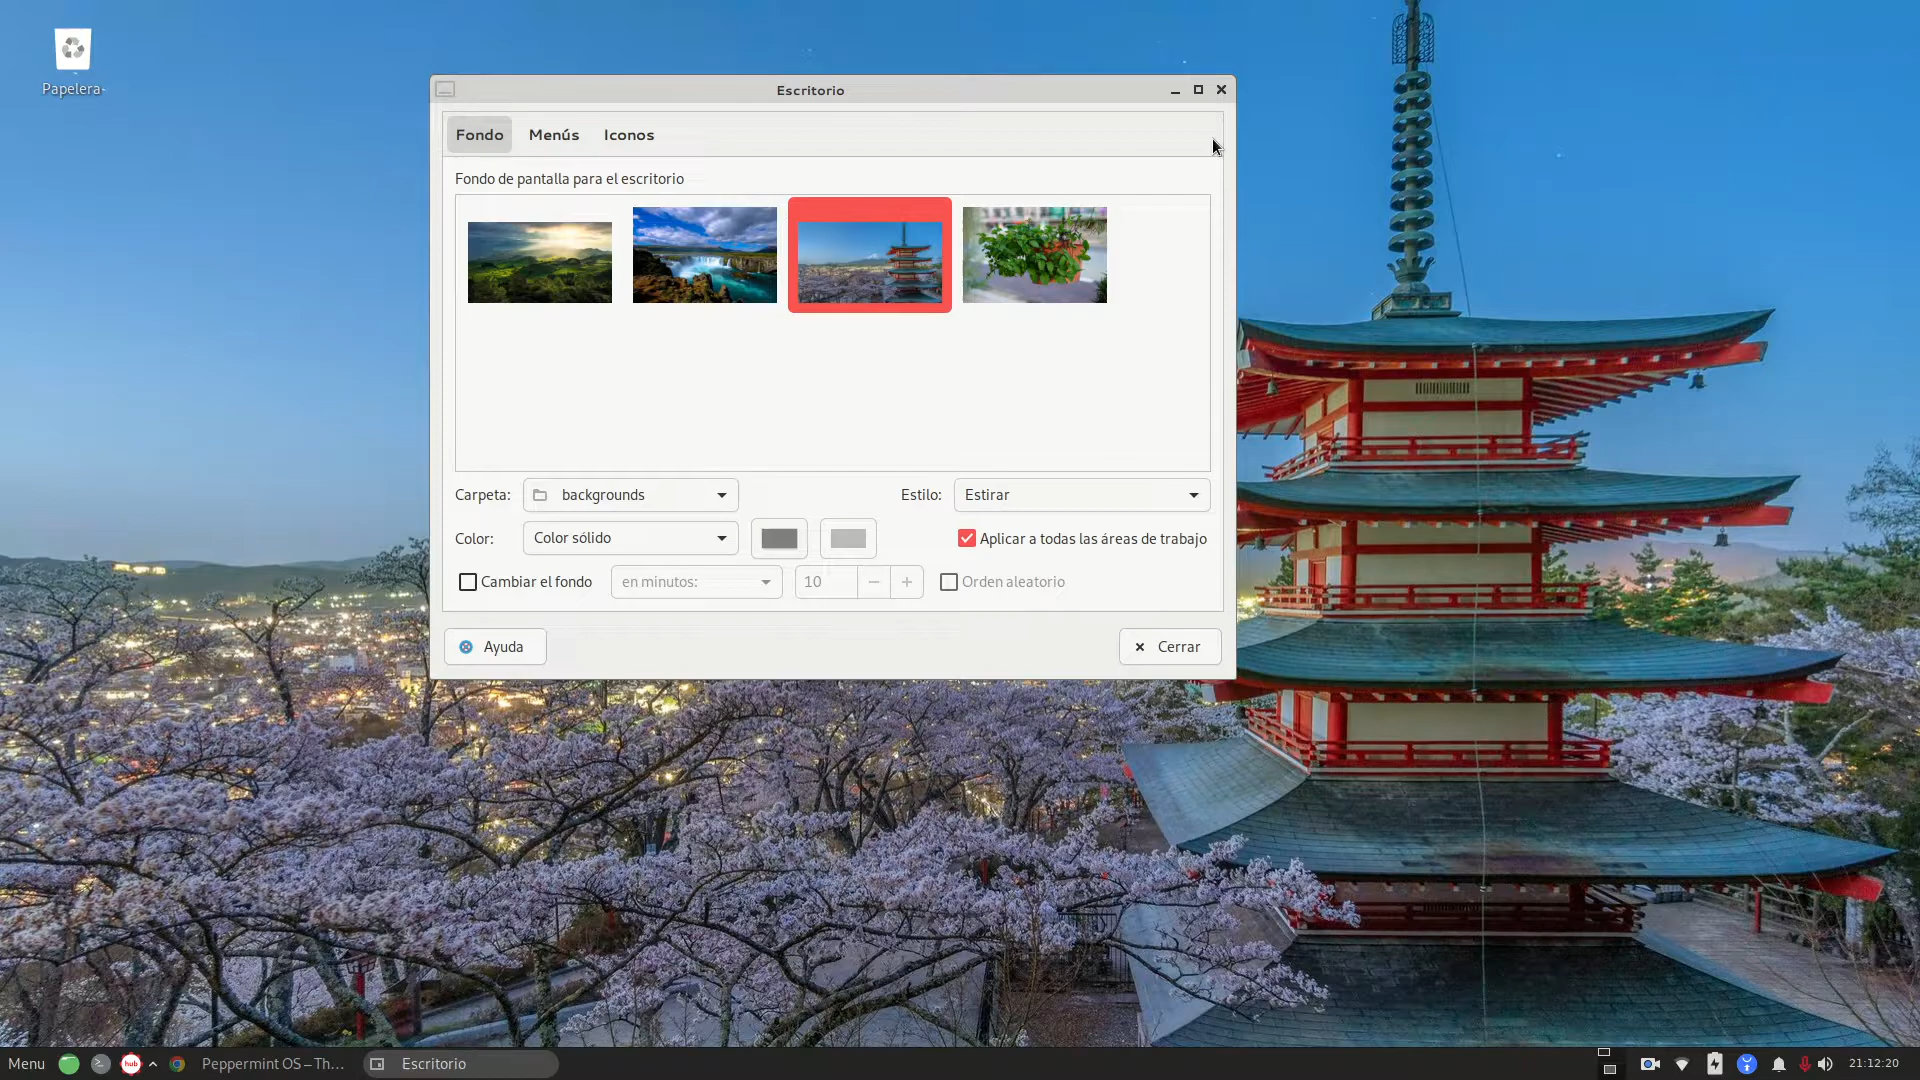 Papelera
Escritorio
Fondo Menús Iconos
Fondo de pantalla para el escritorio
Carpeta: backgrounds Estilo: Estirar
Color: Color sólido Aplicar a todas las áreas de trabajo
Cambiar el fondo en minutos: 10 Orden aleatorio
Ayuda Cerrar
Menu hub Peppermint OS – Th... Escritorio 21:12:20